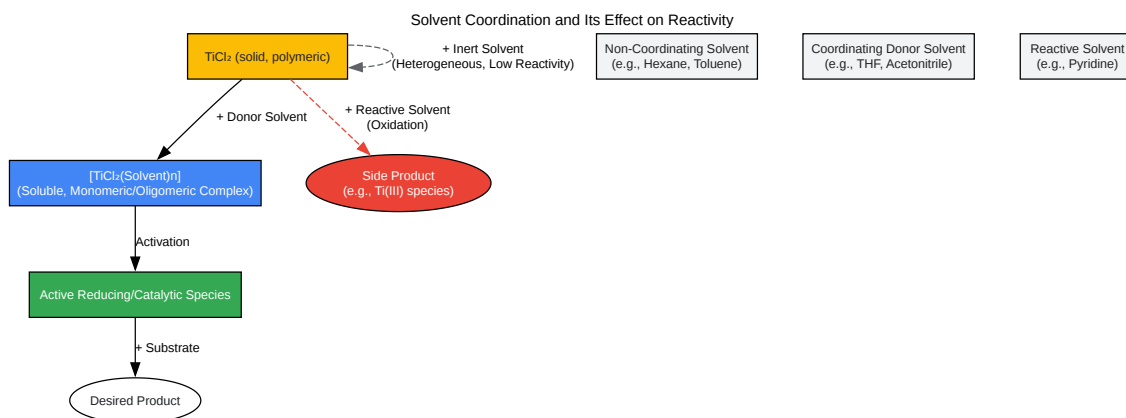 Solvent Coordination and Its Effect on Reactivity
TiCl₂ (solid, polymeric)
+ Inert Solvent
(Heterogeneous, Low Reactivity)
Non-Coordinating Solvent
(e.g., Hexane, Toluene)
Coordinating Donor Solvent
(e.g., THF, Acetonitrile)
Reactive Solvent
(e.g., Pyridine)
+ Donor Solvent
+ Reactive Solvent
(Oxidation)
[TiCl₂(Solvent)n]
(Soluble, Monomeric/Oligomeric Complex)
Side Product
(e.g., Ti(III) species)
Activation
Active Reducing/Catalytic Species
+ Substrate
Desired Product